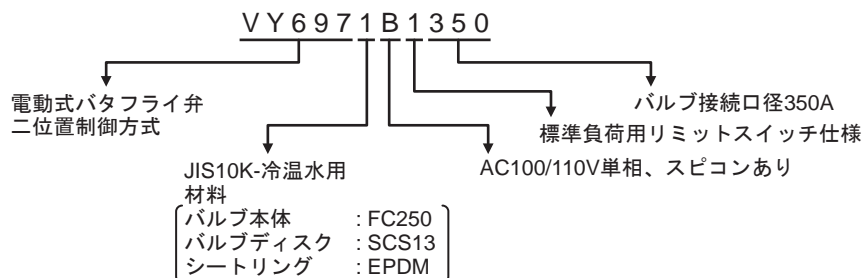 VY6971B1350
電動式バタフライ弁
二位置制御方式
バルブ接続口径350A
標準負荷用リミットスイッチ仕様
AC100/110V単相、スピコンあり
JIS10K-冷温水用
材料
バルブ本体 : FC250
バルブディスク : SCS13
シートリング : EPDM